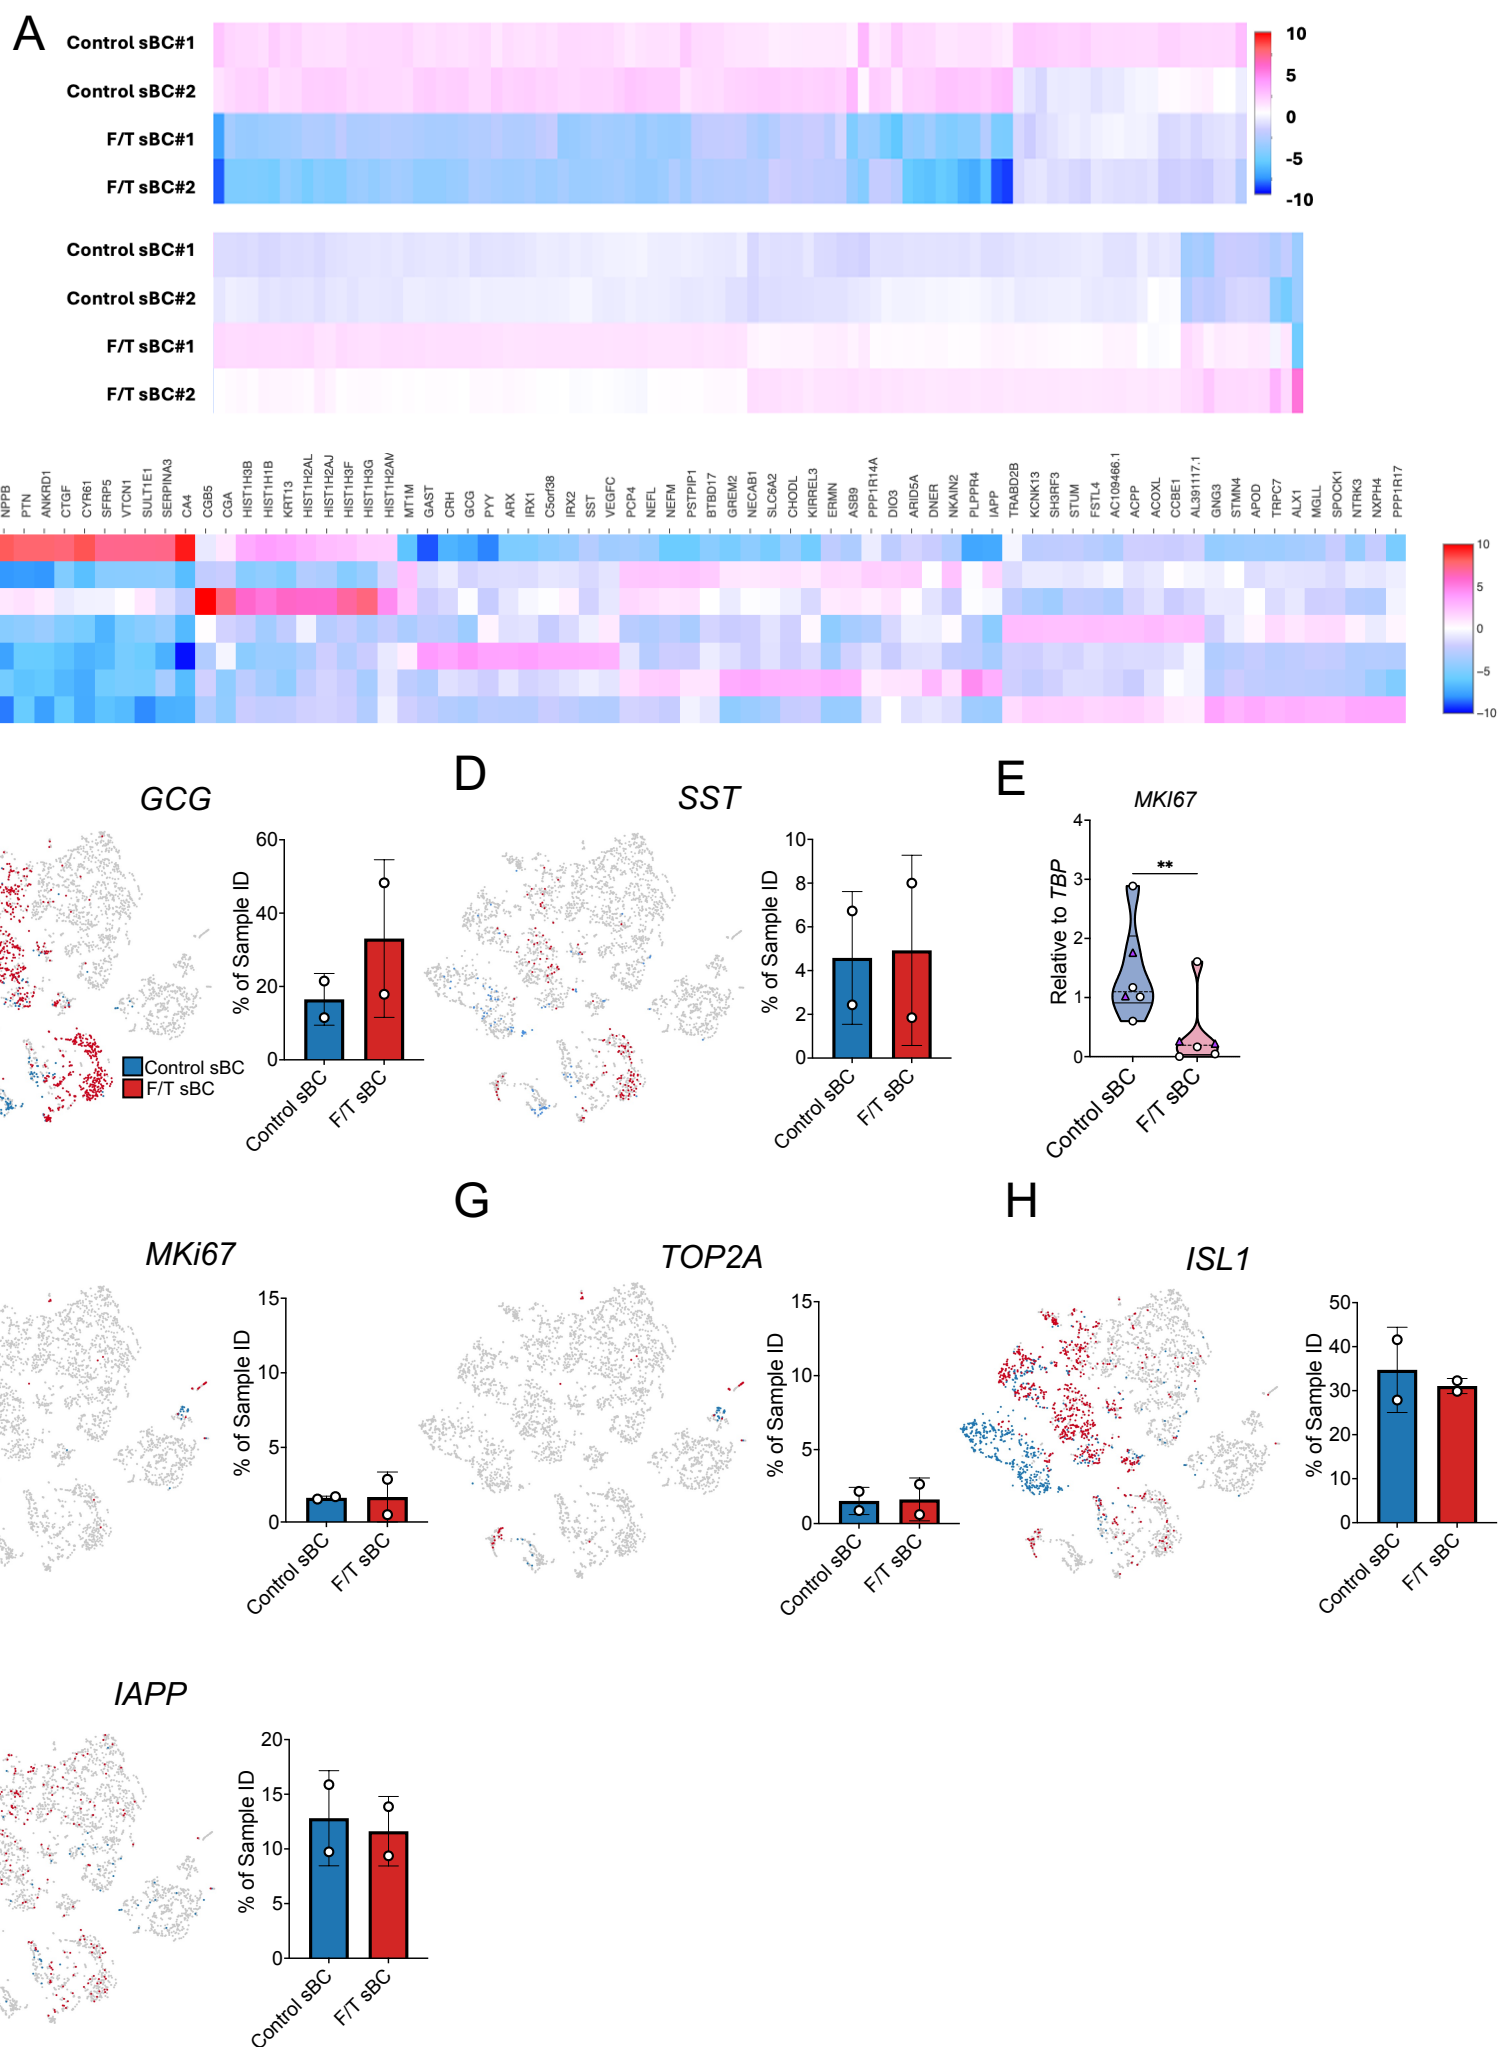 A
Control sBC#1
Control sBC#2
F/T sBC#1
F/T sBC#2
10
5
0
-5
-10
Control sBC#1
Control sBC#2
F/T sBC#1
F/T sBC#2
NPPB
PTN
ANKRD1
CTGF
CYR61
SFRP5
VTCN1
SULT1E1
SERPINA3
CA4
CGB5
CGA
HIST1H3B
HIST1H1B
KRT13
HIST1H2AL
HIST1H2AJ
HIST1H3F
HIST1H3G
HIST1H2AM
MT1M
GAST
CRH
GCG
PYY
ARX
IRX1
C5orf38
IRX2
SST
VEGFC
PCP4
NEFL
NEFM
PSTPIP1
BTBD17
GREM2
NECAB1
SLC6A2
CHODL
KIRREL3
ERMN
ASB9
PPP1R14A
DIO3
ARID5A
DNER
NKAIN2
PLPPR4
IAPP
TRABD2B
KCNK13
SH3RF3
STUM
FSTL4
AC109466.1
ACPP
ACOXL
CCBE1
AL391117.1
GNG3
STMN4
APOD
TRPC7
ALX1
MGLL
SPOCK1
NTRK3
NXPH4
PPP1R17
10
5
0
−5
−10
GCG
60
40
20
0
% of Sample ID
Control sBC
F/T sBC
Control sBC
F/T sBC
D
SST
10
8
6
4
2
0
% of Sample ID
Control sBC
F/T sBC
E
MKI67
4
3
2
1
0
Relative to TBP
**
Control sBC
F/T sBC
MKi67
15
10
5
0
% of Sample ID
Control sBC
F/T sBC
G
TOP2A
15
10
5
0
% of Sample ID
Control sBC
F/T sBC
H
ISL1
50
40
30
20
10
0
% of Sample ID
Control sBC
F/T sBC
IAPP
20
15
10
5
0
% of Sample ID
Control sBC
F/T sBC